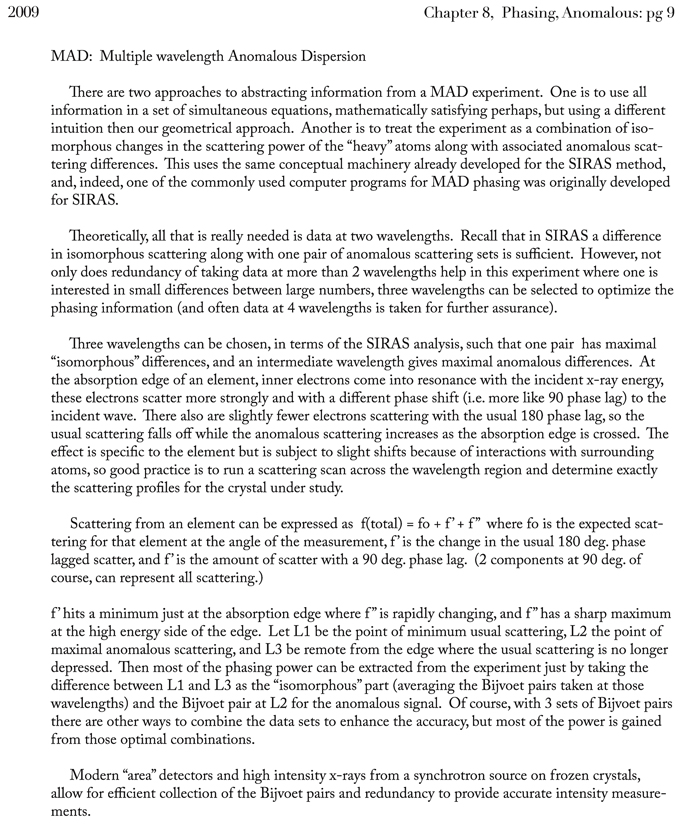 2009
Chapter 8, Phasing, Anomalous: pg 9
MAD: Multiple wavelength Anomalous Dispersion
There are two approaches to abstracting information from a MAD experiment. One is to use all
information in a set of simultaneous equations, mathematically satisfying perhaps, but using a different
intuition then our geometrical approach. Another is to treat the experiment as a combination of iso-
morphous changes in the scattering power of the “heavy” atoms along with associated anomalous scat-
tering differences. This uses the same conceptual machinery already developed for the SIRAS method,
and, indeed, one of the commonly used computer programs for MAD phasing was originally developed
for SIRAS.
Theoretically, all that is really needed is data at two wavelengths. Recall that in SIRAS a difference
in isomorphous scattering along with one pair of anomalous scattering sets is sufficient. However, not
only does redundancy of taking data at more than 2 wavelengths help in this experiment where one is
interested in small differences between large numbers, three wavelengths can be selected to optimize the
phasing information (and often data at 4 wavelengths is taken for further assurance).
Three wavelengths can be chosen, in terms of the SIRAS analysis, such that one pair has maximal
“isomorphous” differences, and an intermediate wavelength gives maximal anomalous differences. At
the absorption edge of an element, inner electrons come into resonance with the incident x-ray energy,
these electrons scatter more strongly and with a different phase shift (i.e. more like 90 phase lag) to the
incident wave. There also are slightly fewer electrons scattering with the usual 180 phase lag, so the
usual scattering falls off while the anomalous scattering increases as the absorption edge is crossed. The
effect is specific to the element but is subject to slight shifts because of interactions with surrounding
atoms, so good practice is to run a scattering scan across the wavelength region and determine exactly
the scattering profiles for the crystal under study.
Scattering from an element can be expressed as f(total) = fo + f’ + f” where fo is the expected scat-
tering for that element at the angle of the measurement, f’ is the change in the usual 180 deg. phase
lagged scatter, and f’ is the amount of scatter with a 90 deg. phase lag. (2 components at 90 deg. of
course, can represent all scattering.)
f’ hits a minimum just at the absorption edge where f” is rapidly changing, and f” has a sharp maximum
at the high energy side of the edge. Let L1 be the point of minimum usual scattering, L2 the point of
maximal anomalous scattering, and L3 be remote from the edge where the usual scattering is no longer
depressed. Then most of the phasing power can be extracted from the experiment just by taking the
difference between L1 and L3 as the “isomorphous” part (averaging the Bijvoet pairs taken at those
wavelengths) and the Bijvoet pair at L2 for the anomalous signal. Of course, with 3 sets of Bijvoet pairs
there are other ways to combine the data sets to enhance the accuracy, but most of the power is gained
from those optimal combinations.
Modern “area” detectors and high intensity x-rays from a synchrotron source on frozen crystals,
allow for efficient collection of the Bijvoet pairs and redundancy to provide accurate intensity measure-
ments.